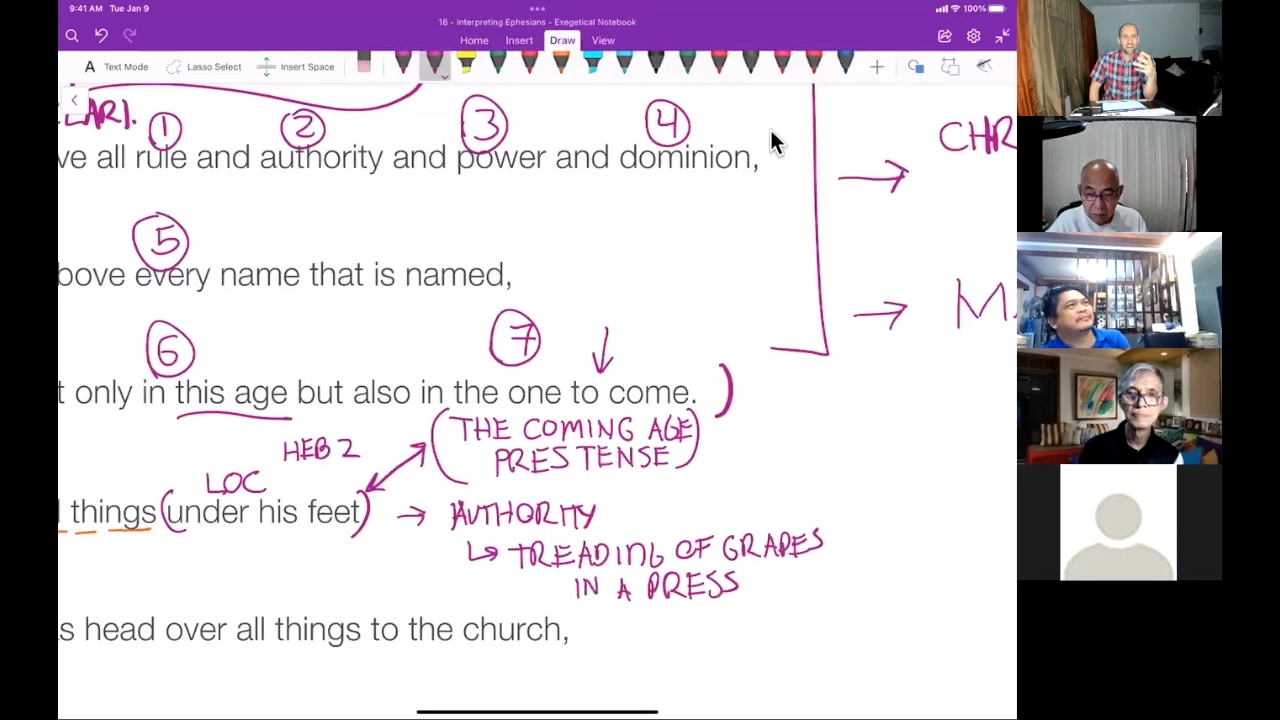 9:41 AM Tue Jan 9
100%
16 - Interpreting Ephesians - Exegetical Notebook
Home Insert Draw View
A Text Mode Lasso Select Insert Space
LARI.
1 2 3 4
ve all rule and authority and power and dominion,
CHR
5
bove every name that is named,
MA
6 7
t only in this age but also in the one to come. )
HEB 2
(THE COMING AGE
PRES TENSE)
LOC
l things (under his feet) → AUTHORITY
↳ TREADING OF GRAPES
IN A PRESS
s head over all things to the church,